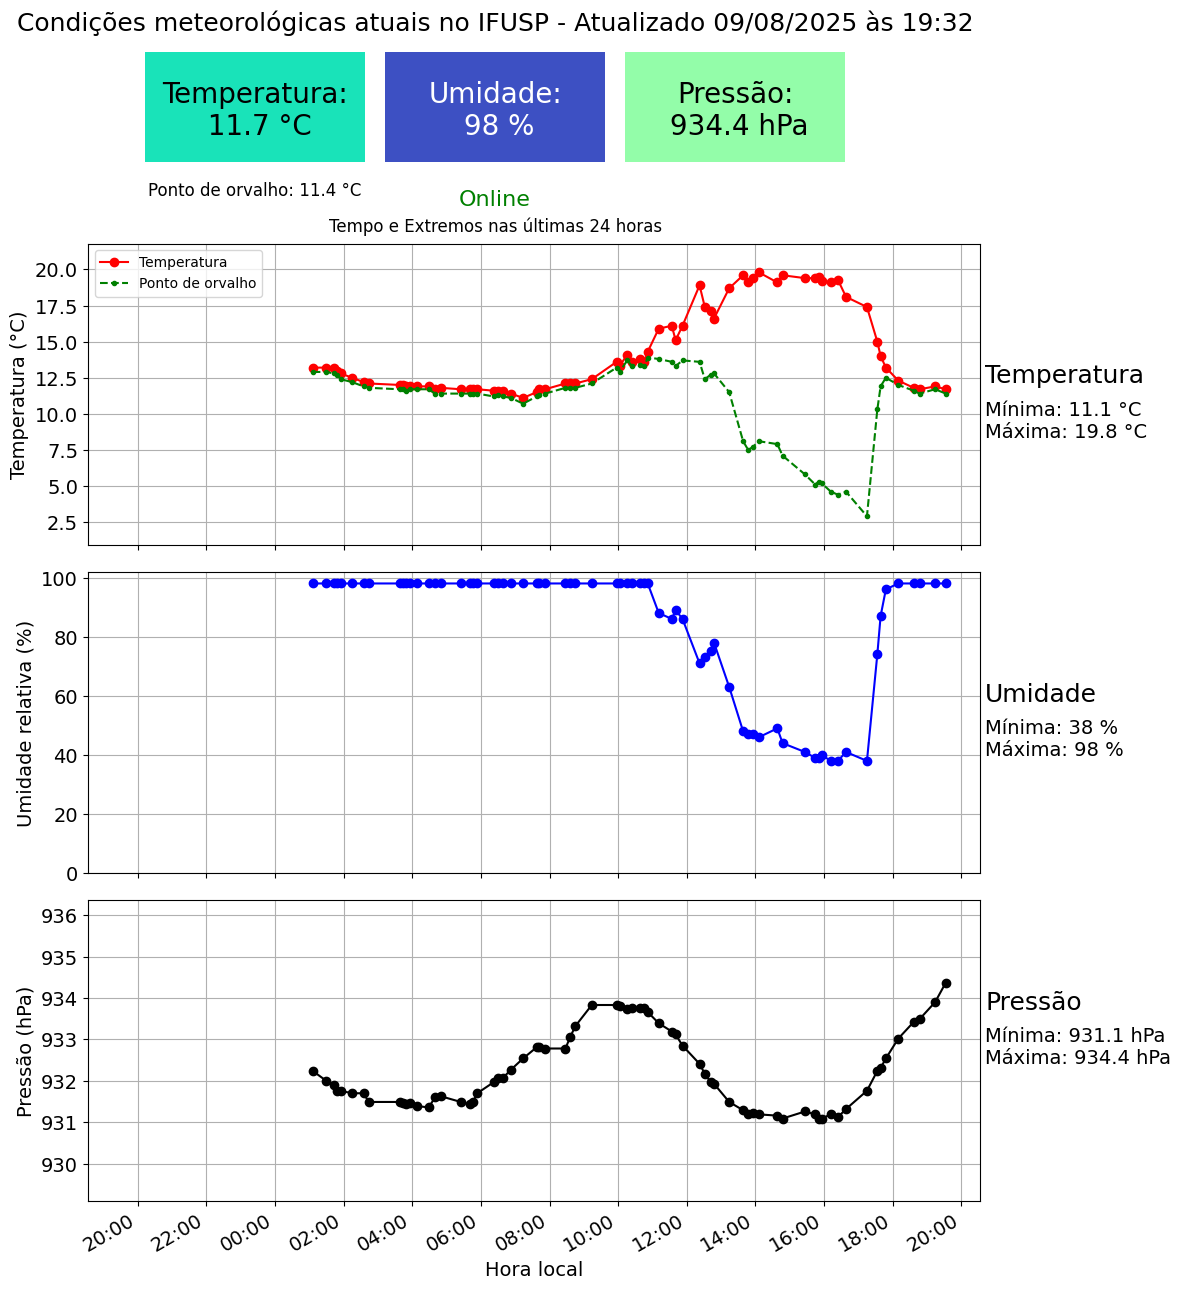 Condições meteorológicas atuais no IFUSP - Atualizado 09/08/2025 às 19:32
Temperatura:
11.7 °C
Umidade:
98 %
Pressão:
934.4 hPa
Ponto de orvalho: 11.4 °C
Online
Tempo e Extremos nas últimas 24 horas
Temperatura
Ponto de orvalho
Temperatura (°C)
20.0
17.5
15.0
12.5
10.0
7.5
5.0
2.5
Temperatura
Mínima: 11.1 °C
Máxima: 19.8 °C
Umidade relativa (%)
100
80
60
40
20
0
Umidade
Mínima: 38 %
Máxima: 98 %
Pressão (hPa)
936
935
934
933
932
931
930
Pressão
Mínima: 931.1 hPa
Máxima: 934.4 hPa
20:00 22:00 00:00 02:00 04:00 06:00 08:00 10:00 12:00 14:00 16:00 18:00 20:00
Hora local